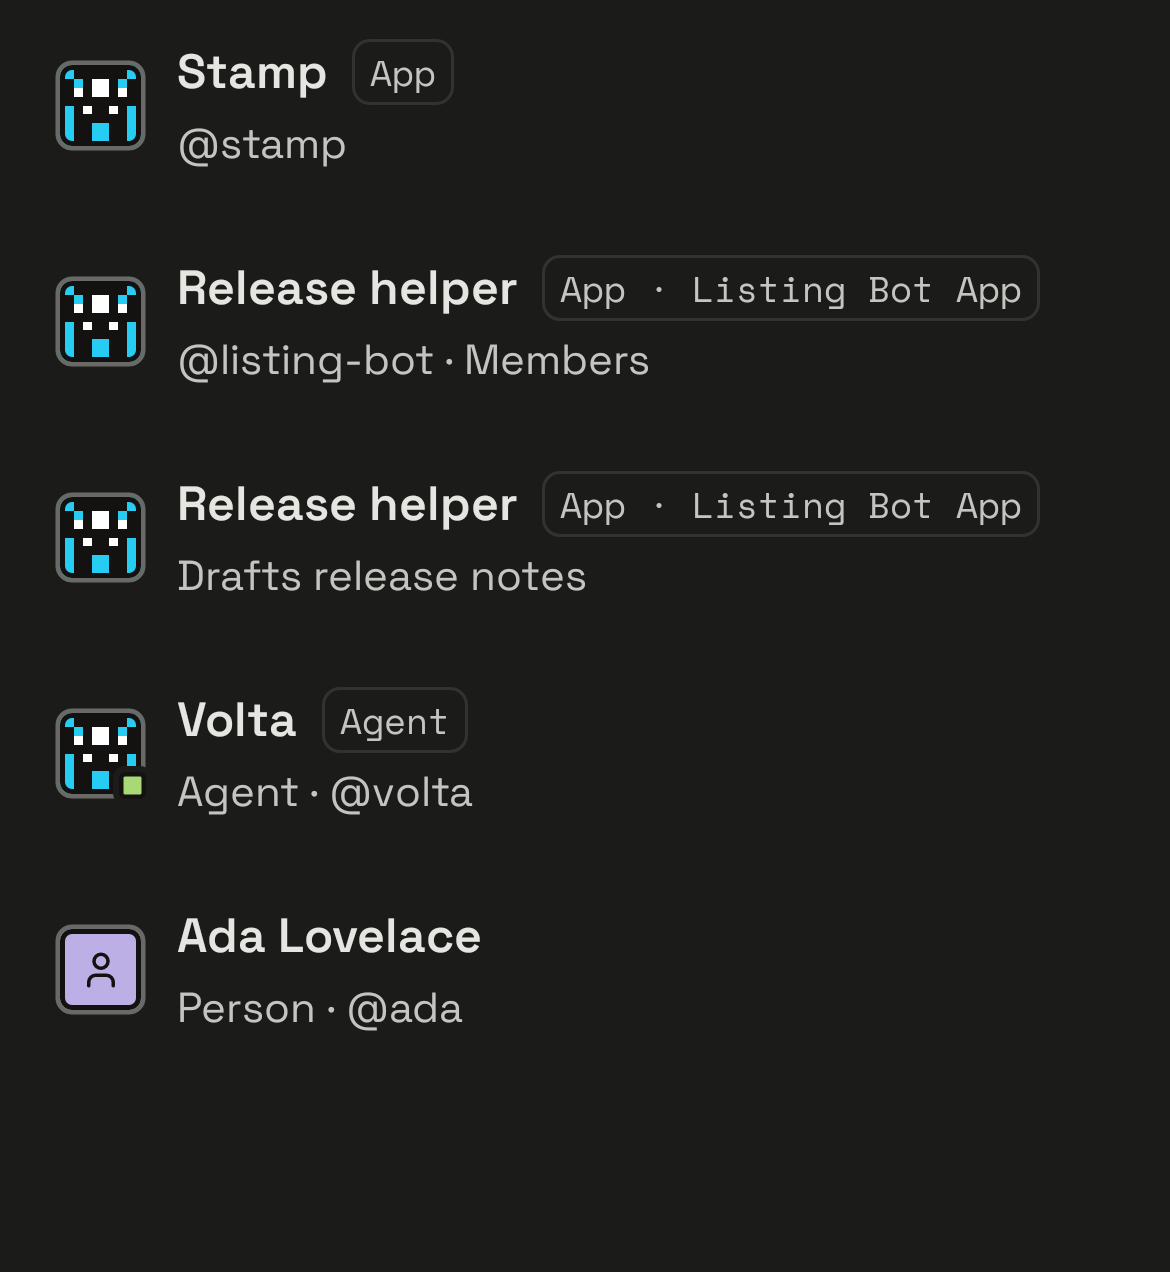 Stamp App
@stamp
Release helper App · Listing Bot App
@listing-bot · Members
Release helper App · Listing Bot App
Drafts release notes
Volta Agent
Agent · @volta
Ada Lovelace
Person · @ada